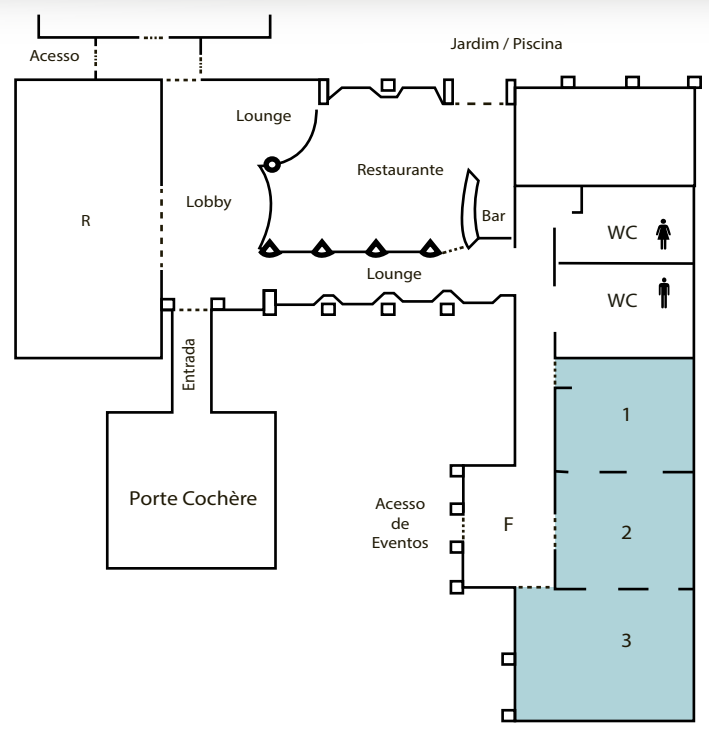 Jardim / Piscina
Acesso
Lounge
Restaurante
Lobby
Bar
R
WC
Lounge
WC
Entrada
1
Porte Cochère
Acesso
de
Eventos
F
2
3